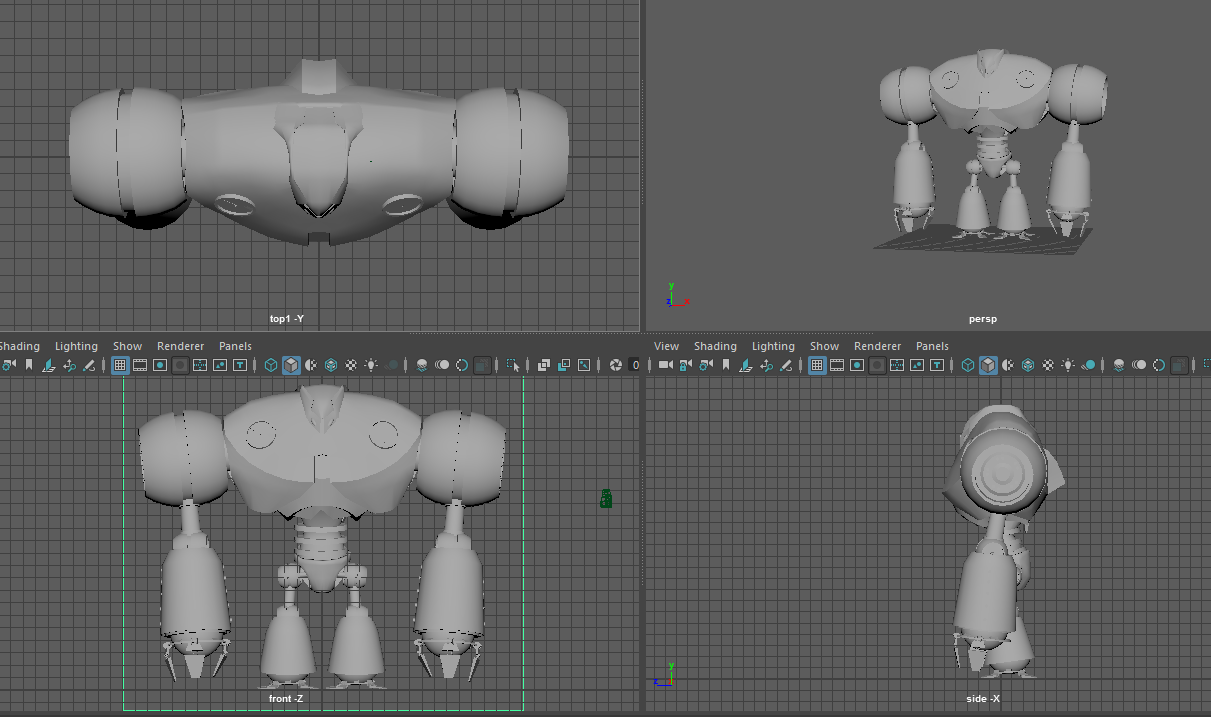 top1 -Y
y
z x
persp
Shading Lighting Show Renderer Panels
0
View Shading Lighting Show Renderer Panels
front -Z
y
z
side -X